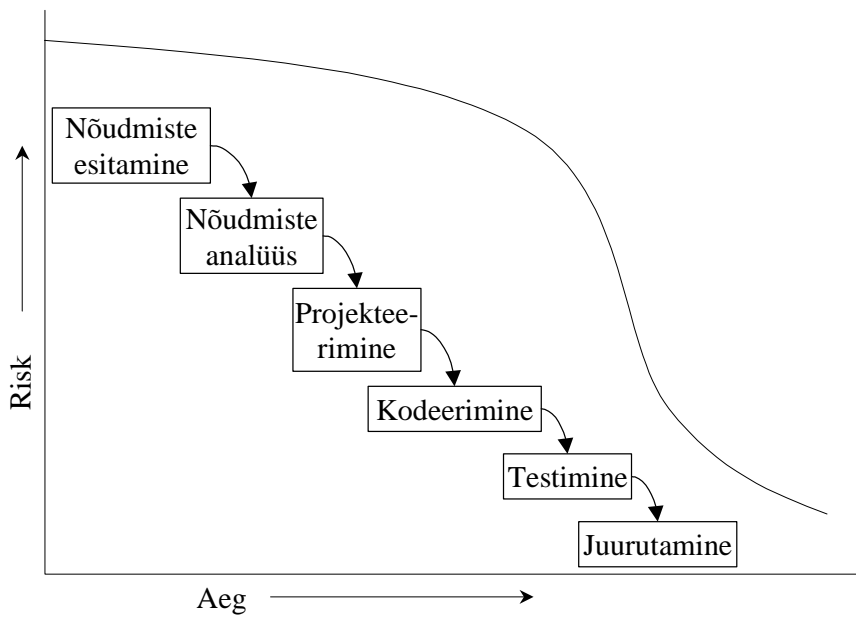 Nõudmiste
esitamine
Nõudmiste
analüüs
Projektee-
rimine
Kodeerimine
Testimine
Juurutamine
Risk
Aeg